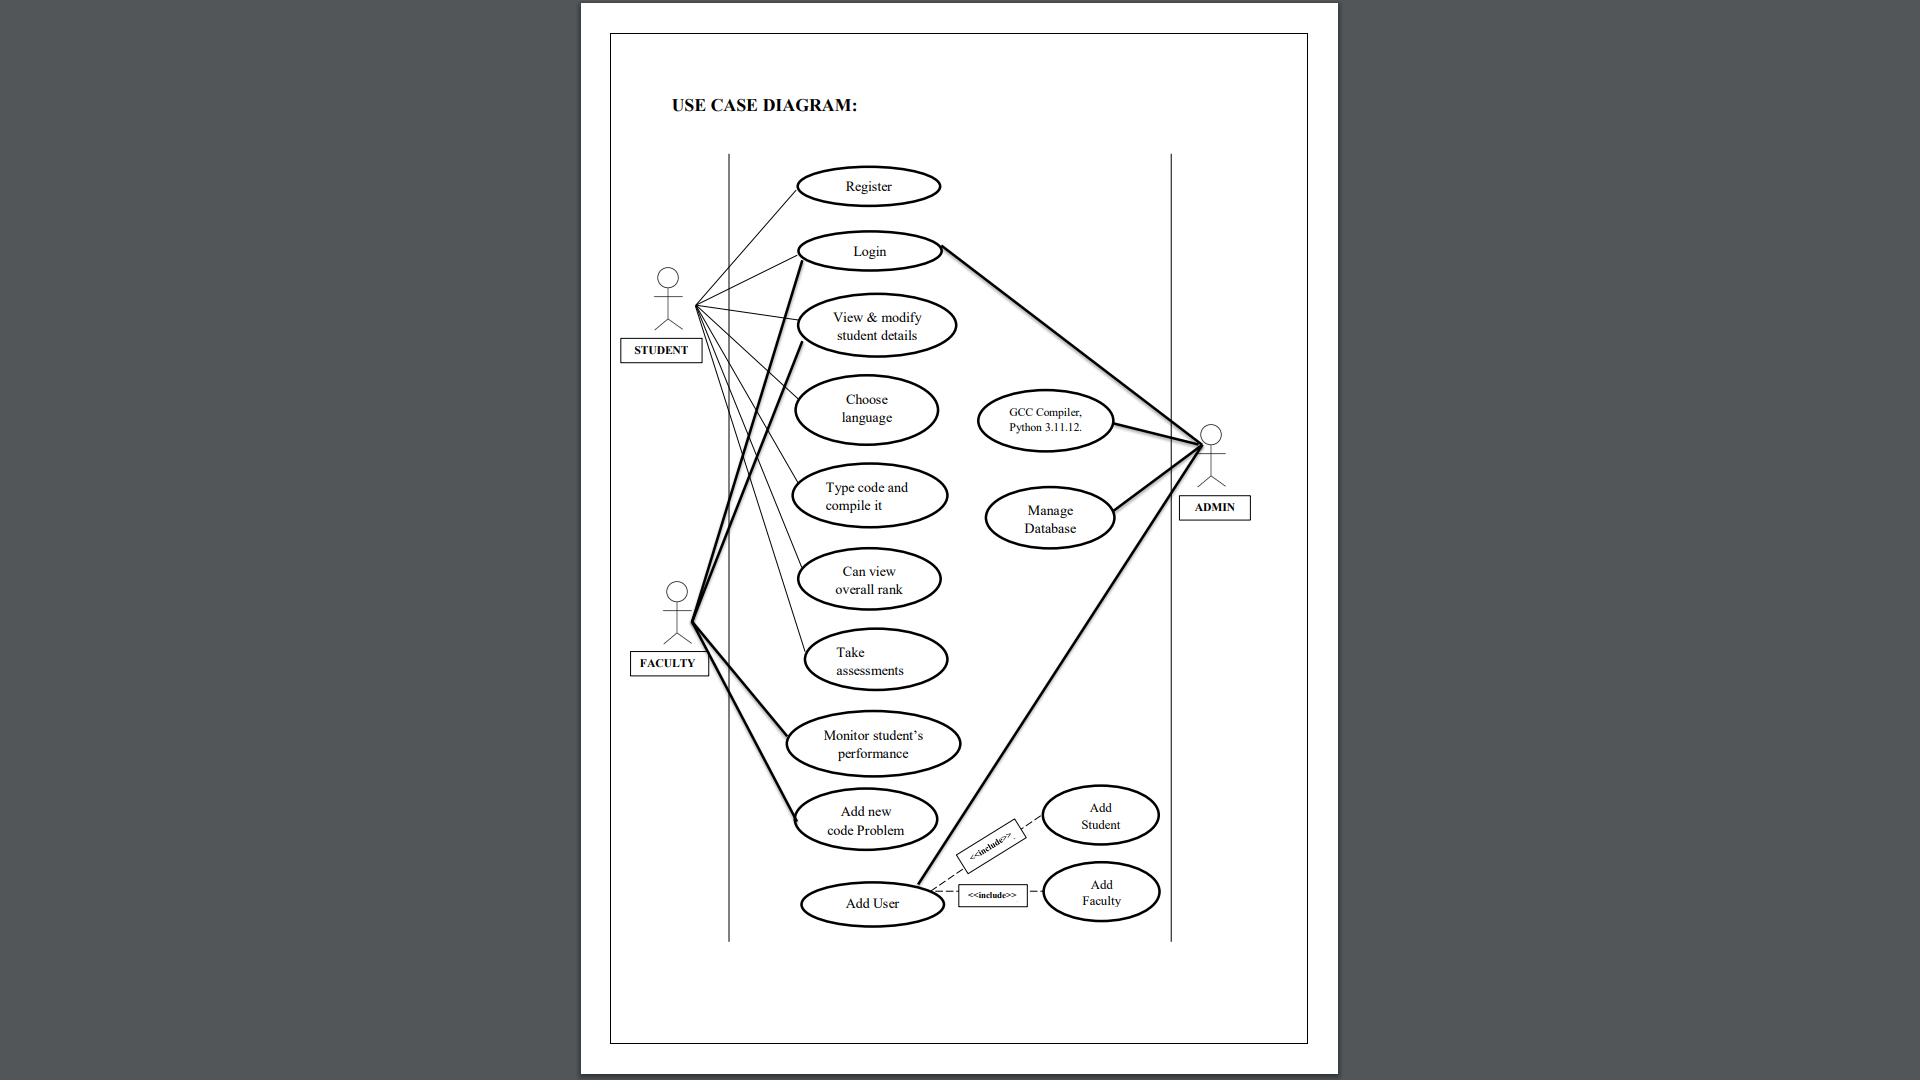 USE CASE DIAGRAM:
Register
Login
View & modify
student details
STUDENT
Choose
language
GCC Compiler,
Python 3.11.12.
Type code and
compile it
Manage
Database
ADMIN
Can view
overall rank
FACULTY
Take
assessments
Monitor student’s
performance
Add new
code Problem
Add
Student
<<include>>
Add User
<<include>>
Add
Faculty